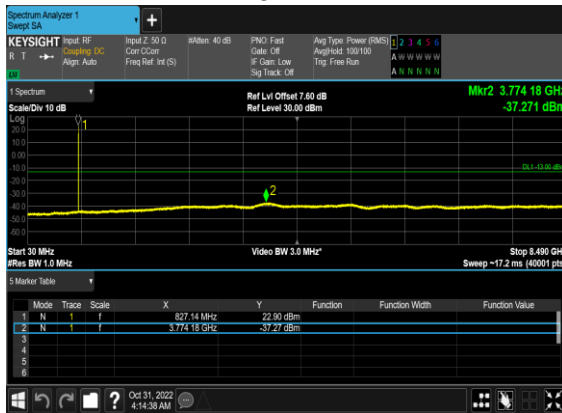 Spectrum Analyzer 1
Swept SA
+
KEYSIGHT Input: RF Input Z: 50 Ω #Atten: 40 dB PNO: Fast Avg Type: Power (RMS) 1 2 3 4 5 6
R T Coupling: DC Corr CCorr Gate: Off Avg|Hold: 100/100 A W W W W W
Align: Auto Freq Ref: Int (S) IF Gain: Low Trig: Free Run
Sig Track: Off A N N N N N
1 Spectrum
Scale/Div 10 dB Ref Lvl Offset 7.60 dB Mkr2 3.774 18 GHz
Ref Level 30.00 dBm -37.271 dBm
Log
1
20.0
10.0
0.00
-10.0
DL1 -13.00 dBm
-20.0
-30.0
2
-40.0
-50.0
-60.0
Start 30 MHz Video BW 3.0 MHz* Stop 8.490 GHz
#Res BW 1.0 MHz Sweep ~17.2 ms (40001 pts)
5 Marker Table
Mode Trace Scale X Y Function Function Width Function Value
1 N 1 f 827.14 MHz 22.90 dBm
2 N 1 f 3.774 18 GHz -37.27 dBm
3
4
5
6
? Oct 31, 2022
4:14:38 AM